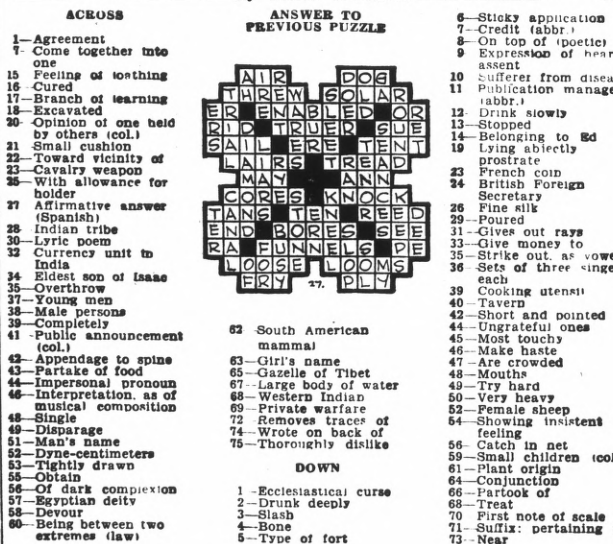 ACROSS
1—Agreement
7- Come together into
one
15 Feeling of loathing
16 Cured
17—Branch of learning
18—Excavated
20-Opinion of one held
by others (col.)
21 Small cushion
22—Toward vicinity of
23—Cavalry weapon
25—With allowance for
holder
27 Affirmative answer
(Spanish)
28—Indian tribe
30—Lyric poem
32 Currency unit in
India
34 Eldest son of Isaac
35—Overthrow
37—Young men
38—Male persons
39—Completely
41 -Public announcement
(col.)
42—Appendage to spine
43—Partake of food
44—Impersonal pronoun
46—Interpretation, as of
musical composition
48—Single
49—Disparage
51—Man's name
52—Dyne-centimeters
53—Tightly drawn
55—Obtain
56—Of dark complexion
57—Egyptian deity
58—Devour
60—Being between two
extremes (law)
ANSWER TO
PREVIOUS PUZZLE
AIR DOG
THREW SOLAR
ER ENABLED OR
RID TRUER SUE
SAIL ERE TENT
LAIRS TREAD
MAY ANN
CORES KNOCK
TANS TEN REED
END BORES SEE
RA FUNNELS PE
LOOSE LOOMS
FRY 27. PLY
62 -South American
mammal
63—Girl's name
65—Gazelle of Tibet
67--Large body of water
68—Western Indian
69—Private warfare
72 Removes traces of
74—Wrote on back of
75—Thoroughly dislike
DOWN
1 -Ecclesiastical curse
2—Drunk deeply
3—Slash
4—Bone
5—Type of fort
6—Sticky application
7—Credit (abbr.)
8—On top of (poetic)
9 Expression of
assent
10 Sufferer from
11 Publication
(abbr.)
12- Drink slowly
13—Stopped
14—Belonging to Ed
19 Lying abjectly
prostrate
23 French coin
24 British Foreign
Secretary
26 Fine silk
29—Poured
31—Gives out rays
33—Give money to
35—Strike out, as
36 -Sets of three
each
39 Cooking utensil
40—Tavern
42—Short and pointed
44—Ungrateful ones
45—Most touchy
46—Make haste
47—Are crowded
48—Mouths
49—Try hard
50—Very heavy
52—Female sheep
54—Showing insistent
feeling
56- Catch in net
59—Small children
61—Plant origin
64—Conjunction
66—Partook of
68—Treat
70 First note of scale
71—Suffix: pertaining
73--Near